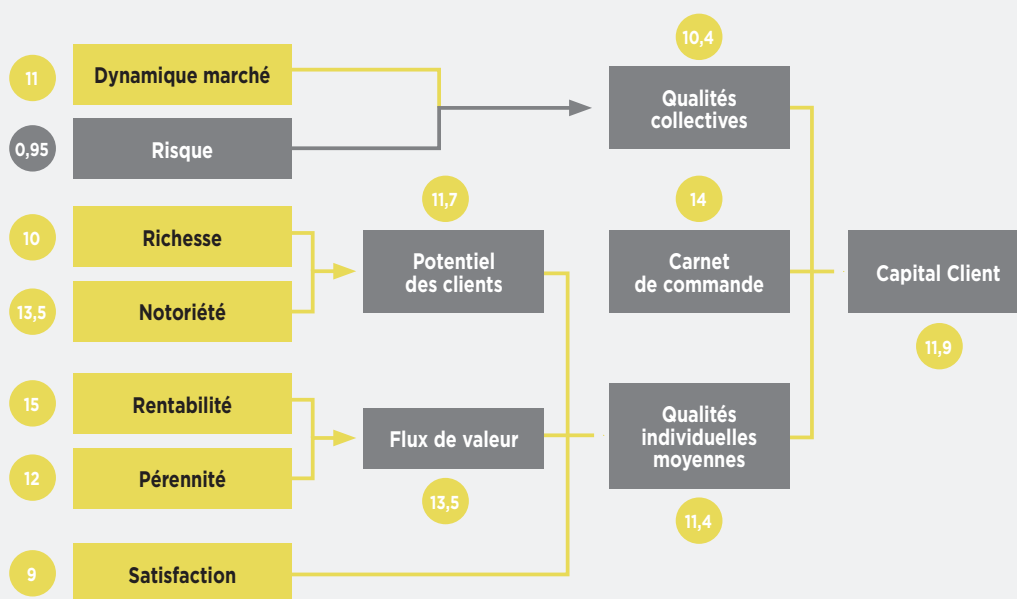 10,4
11
Dynamique marché
Qualités
collectives
0,95
Risque
11,7
14
10
Richesse
Potentiel
des clients
Carnet
de commande
Capital Client
13,5
Notoriété
11,9
15
Rentabilité
Flux de valeur
Qualités
individuelles
moyennes
12
Pérennité
13,5
11,4
9
Satisfaction